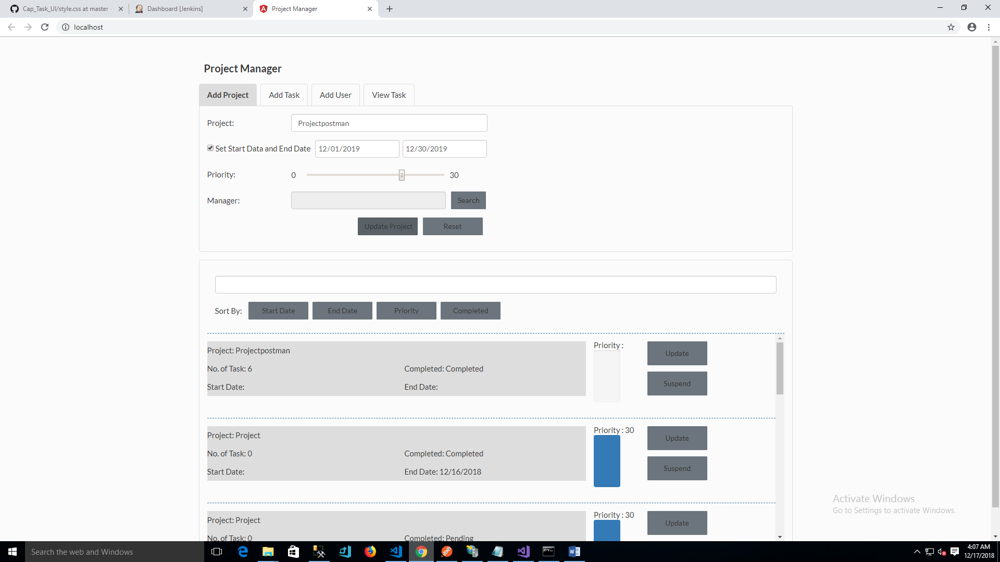 Cap_Task_UI/style.css at master
Dashboard [Jenkins]
Project Manager
localhost
Project Manager
Add Project
Add Task
Add User
View Task
Project:
Projectpostman
Set Start Data and End Date
12/01/2019
12/30/2019
Priority:
0
30
Manager:
Search
Update Project
Reset
Sort By:
Start Date
End Date
Priority
Completed
Project: Projectpostman
No. of Task: 6
Completed: Completed
Start Date:
End Date:
Priority :
Update
Suspend
Project: Project
No. of Task: 0
Completed: Completed
Start Date:
End Date: 12/16/2018
Priority : 30
Update
Suspend
Project: Project
No. of Task: 0
Completed: Pending
Priority : 30
Update
Activate Windows
Go to Settings to activate Windows.
Search the web and Windows
4:07 AM
12/17/2018